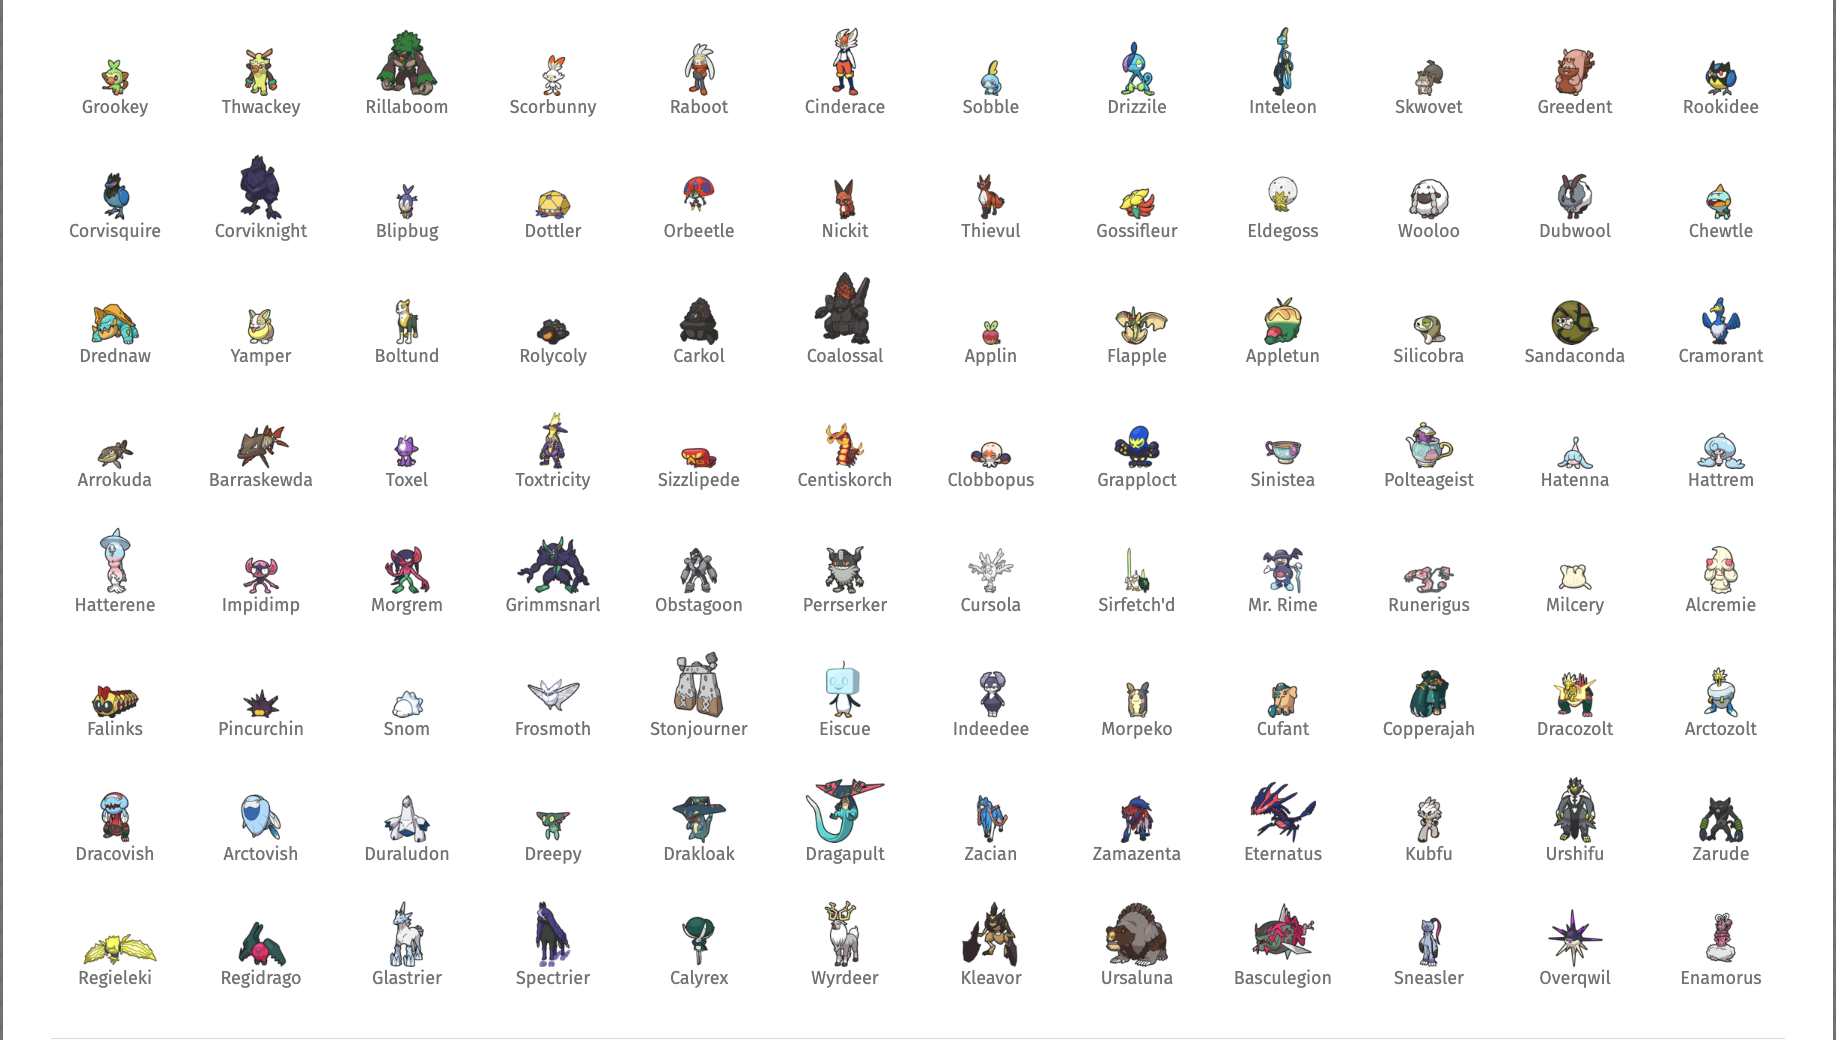 Grookey Thwackey Rillaboom Scorbunny Raboot Cinderace Sobble Drizzile Inteleon Skwovet Greedent Rookidee
Corvisquire Corviknight Blipbug Dottler Orbeetle Nickit Thievul Gossifleur Eldegoss Wooloo Dubwool Chewtle
Drednaw Yamper Boltund Rolycoly Carkol Coalossal Applin Flapple Appletun Silicobra Sandaconda Cramorant
Arrokuda Barraskewda Toxel Toxtricity Sizzlipede Centiskorch Clobbopus Grapploct Sinistea Polteageist Hatenna Hattrem
Hatterene Impidimp Morgrem Grimmsnarl Obstagoon Perrserker Cursola Sirfetch'd Mr. Rime Runerigus Milcery Alcremie
Falinks Pincurchin Snom Frosmoth Stonjourner Eiscue Indeedee Morpeko Cufant Copperajah Dracozolt Arctozolt
Dracovish Arctovish Duraludon Dreepy Drakloak Dragapult Zacian Zamazenta Eternatus Kubfu Urshifu Zarude
Regieleki Regidrago Glastrier Spectrier Calyrex Wyrdeer Kleavor Ursaluna Basculegion Sneasler Overqwil Enamorus